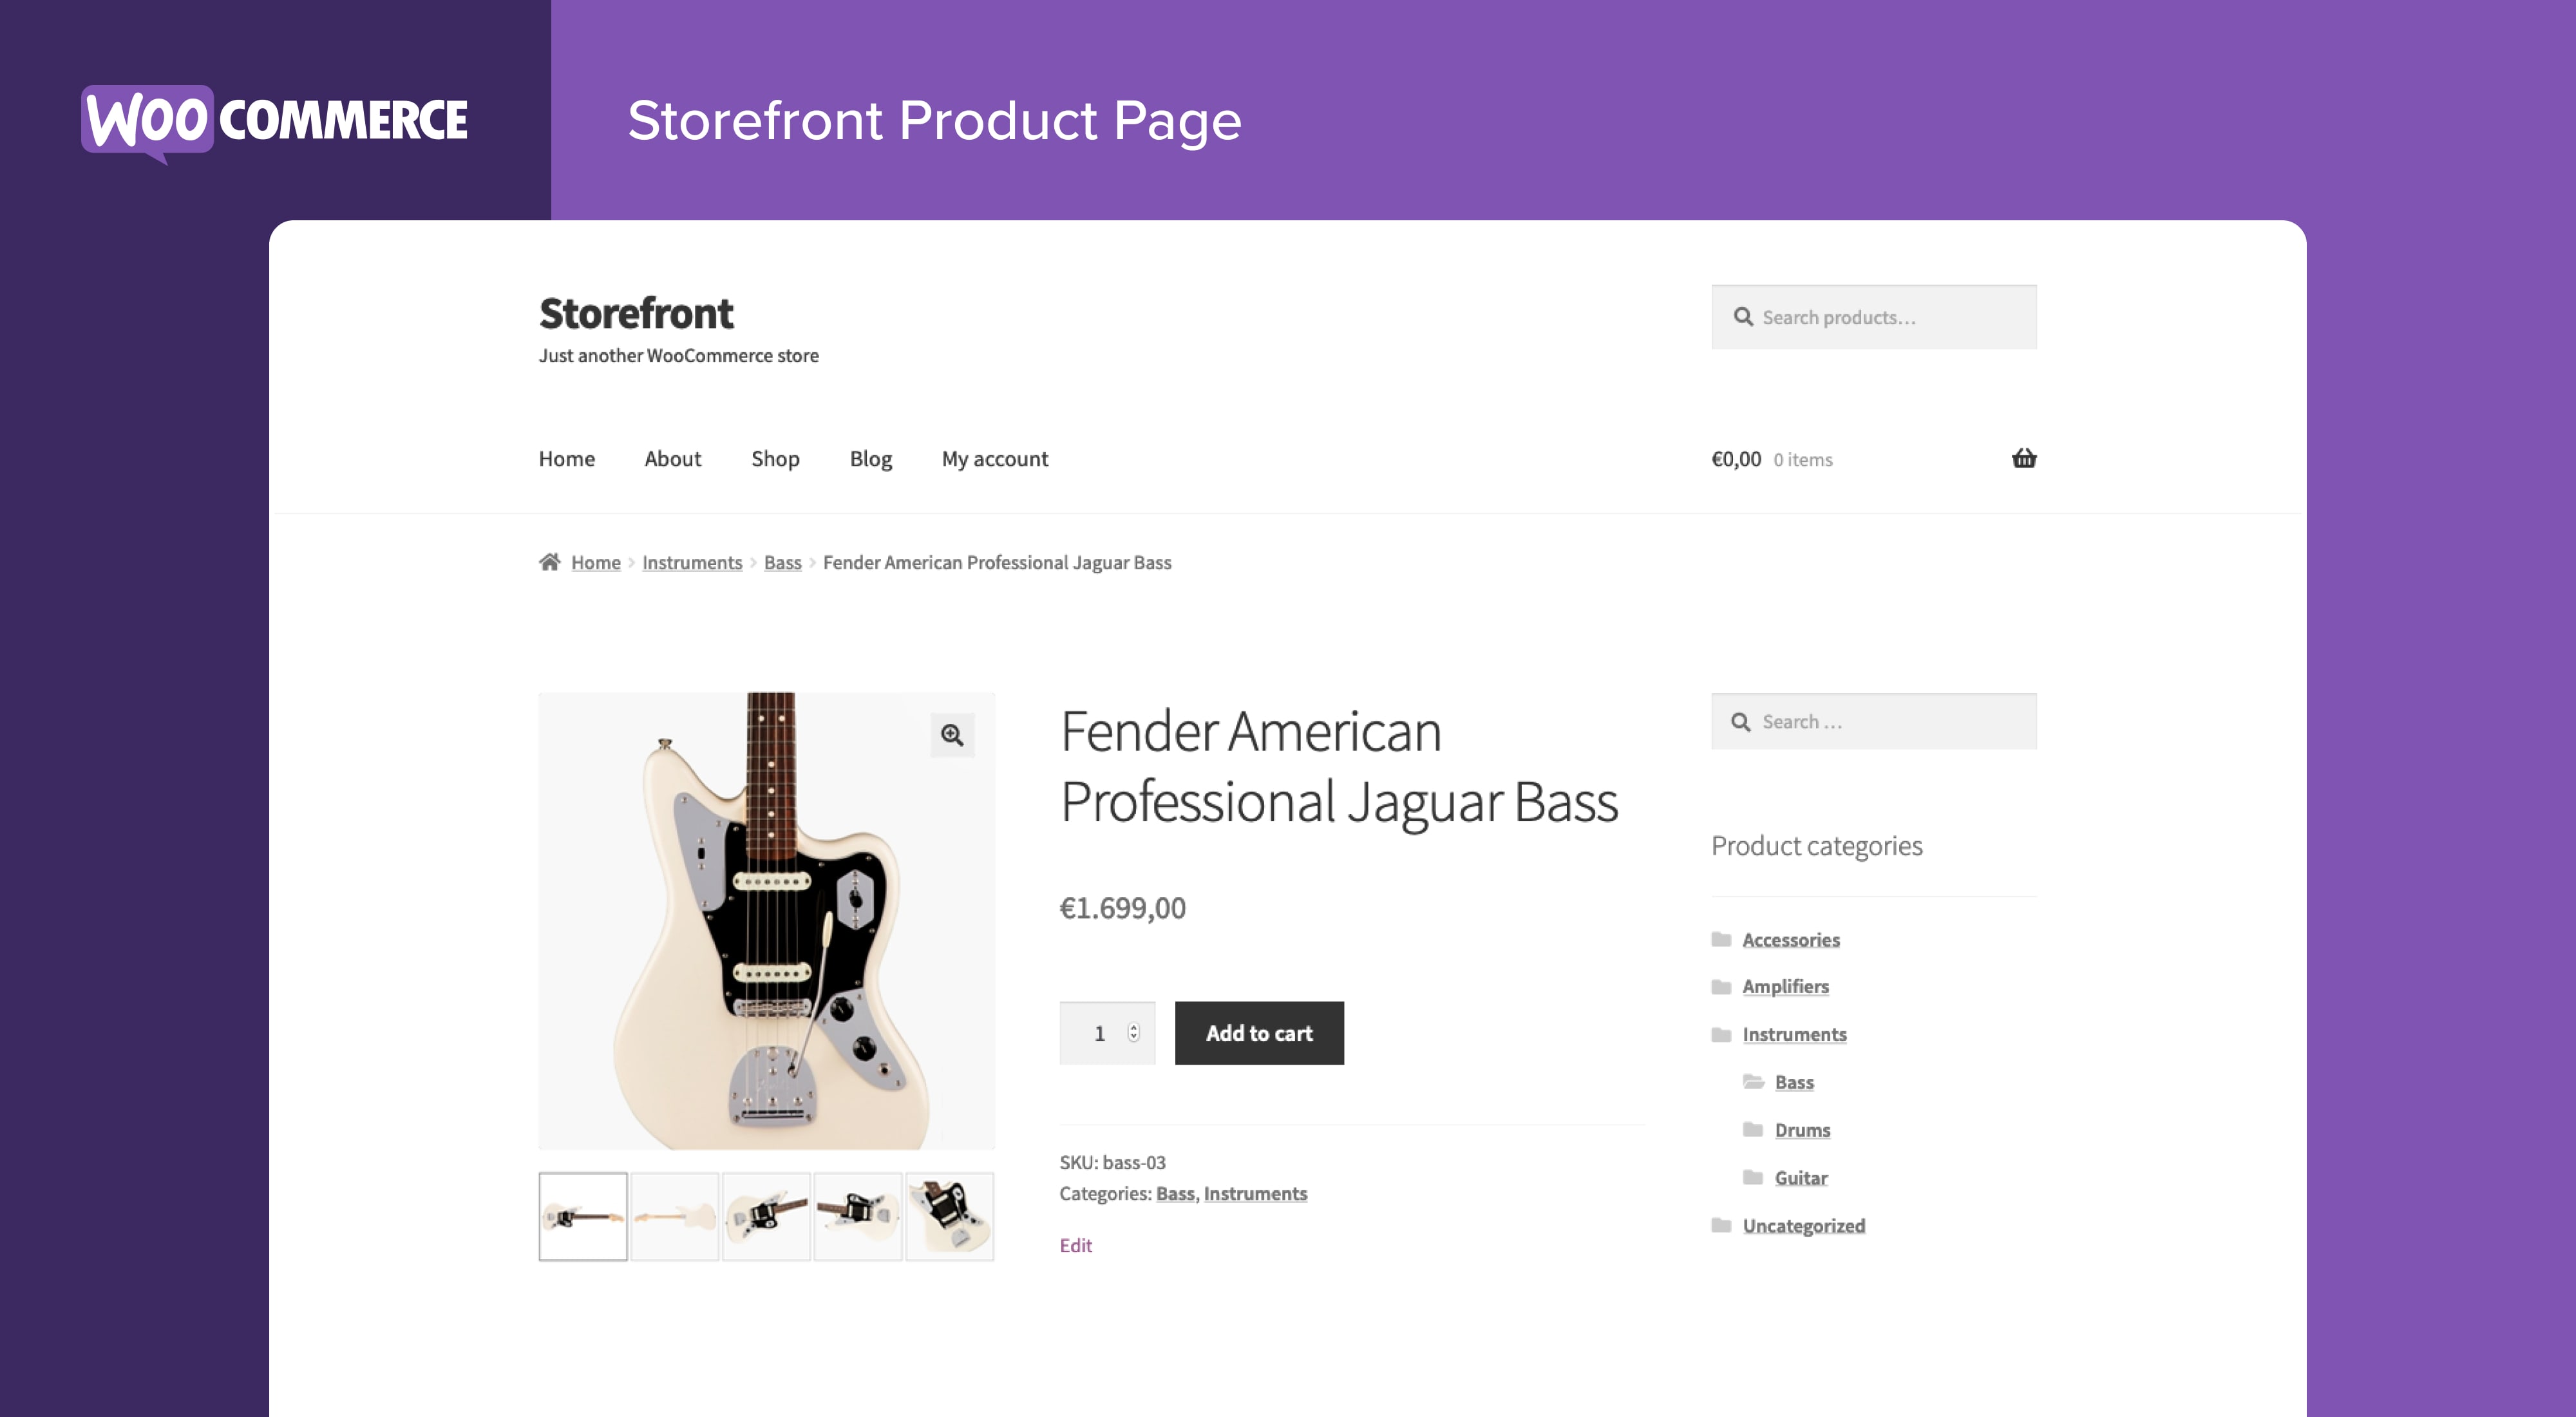 WOO COMMERCE
Storefront Product Page
Storefront
Just another WooCommerce store
Search products…
Home About Shop Blog My account
€0,00 0 items
Home Instruments Bass Fender American Professional Jaguar Bass
Fender American
Professional Jaguar Bass
€1.699,00
1
Add to cart
SKU: bass-03
Categories: Bass, Instruments
Edit
Search …
Product categories
Accessories
Amplifiers
Instruments
Bass
Drums
Guitar
Uncategorized